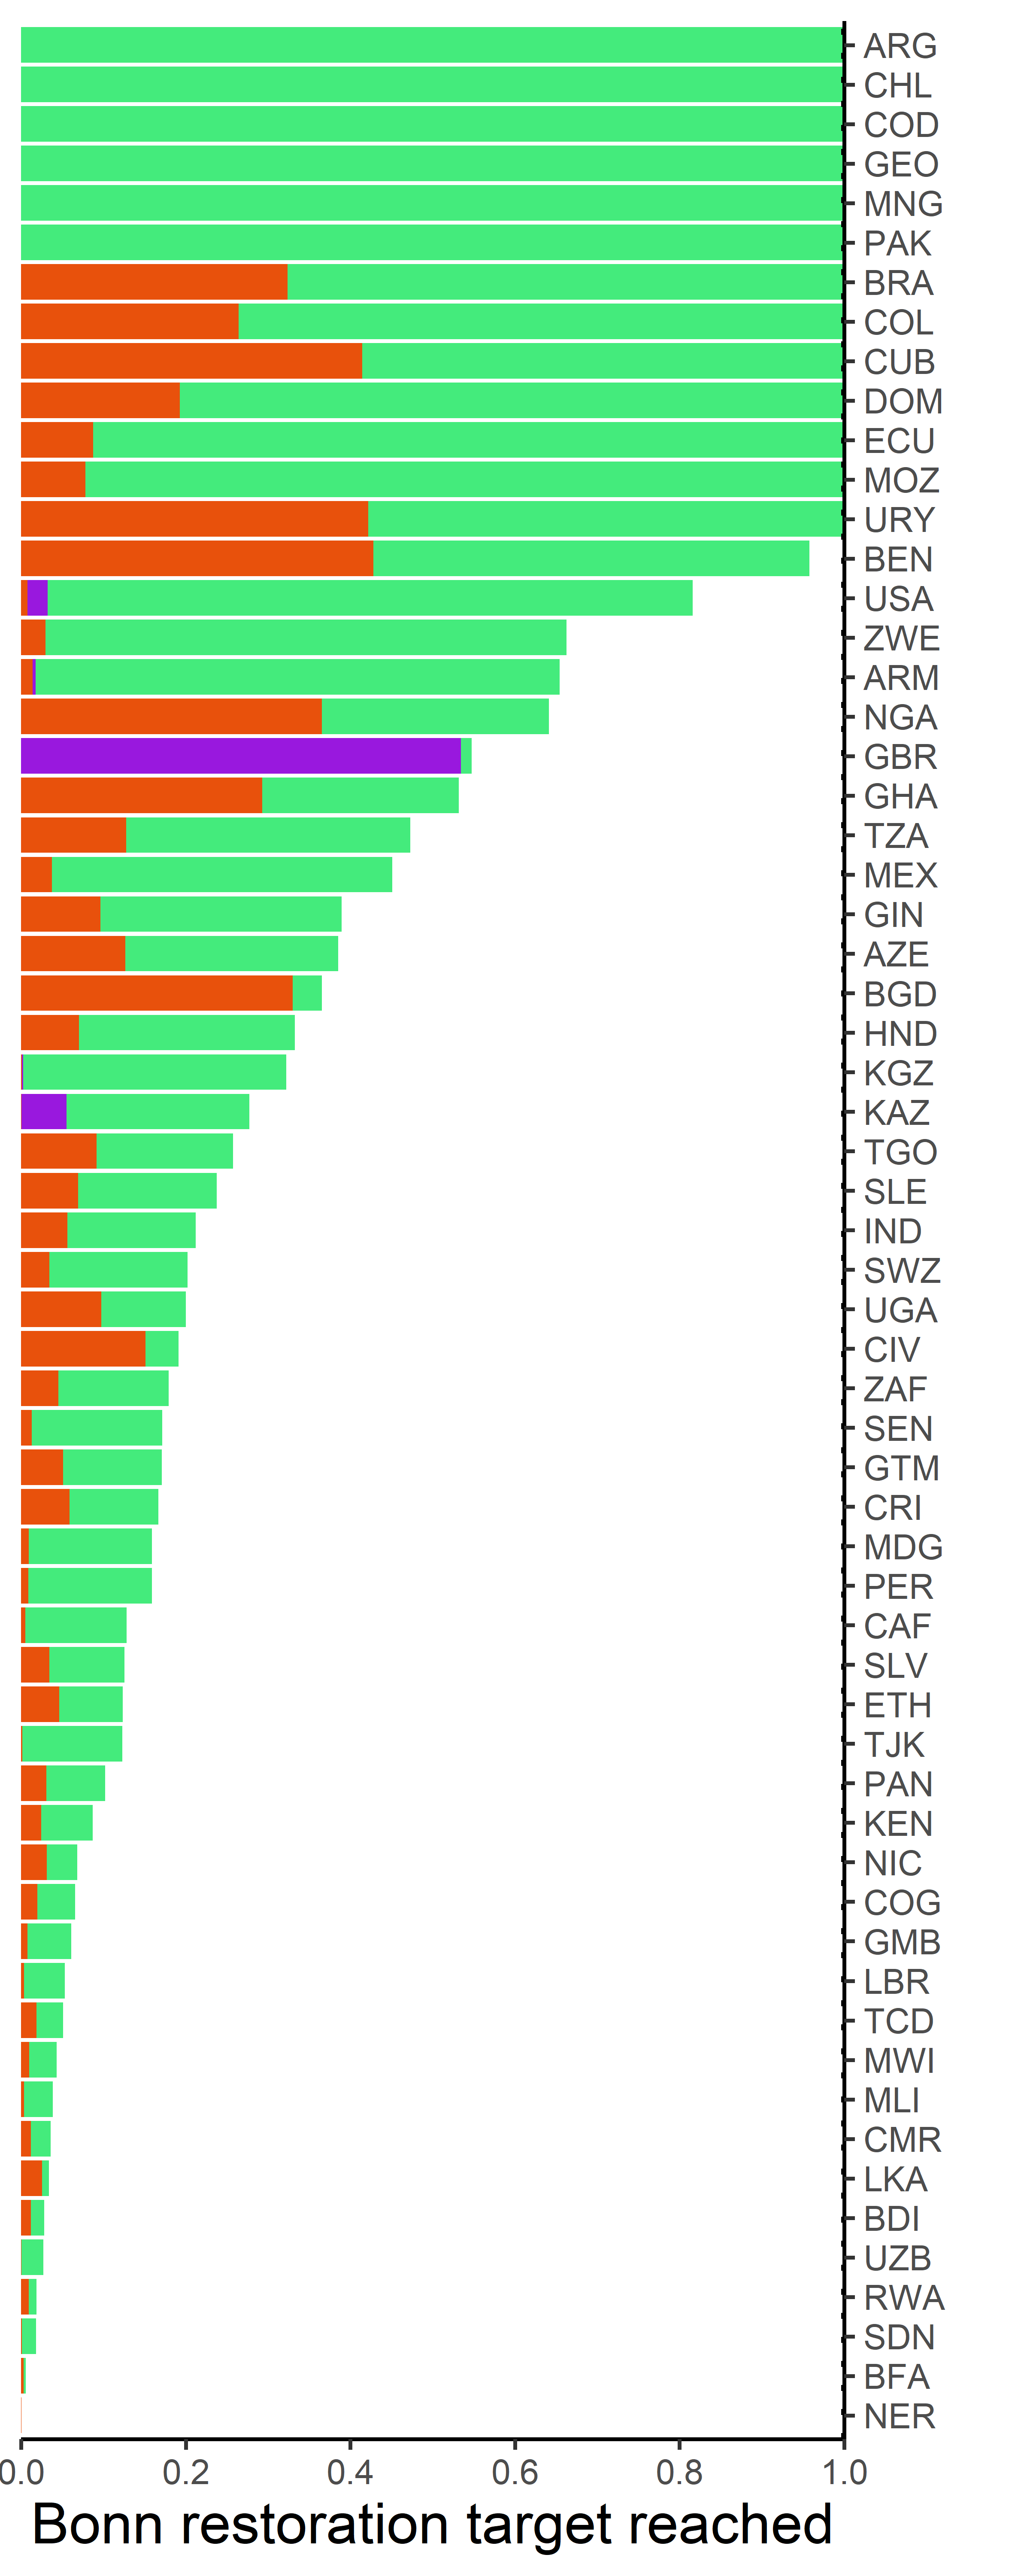 ARG
CHL
COD
GEO
MNG
PAK
BRA
COL
CUB
DOM
ECU
MOZ
URY
BEN
USA
ZWE
ARM
NGA
GBR
GHA
TZA
MEX
GIN
AZE
BGD
HND
KGZ
KAZ
TGO
SLE
IND
SWZ
UGA
CIV
ZAF
SEN
GTM
CRI
MDG
PER
CAF
SLV
ETH
TJK
PAN
KEN
NIC
COG
GMB
LBR
TCD
MWI
MLI
CMR
LKA
BDI
UZB
RWA
SDN
BFA
NER
0.0 0.2 0.4 0.6 0.8 1.0
Bonn restoration target reached